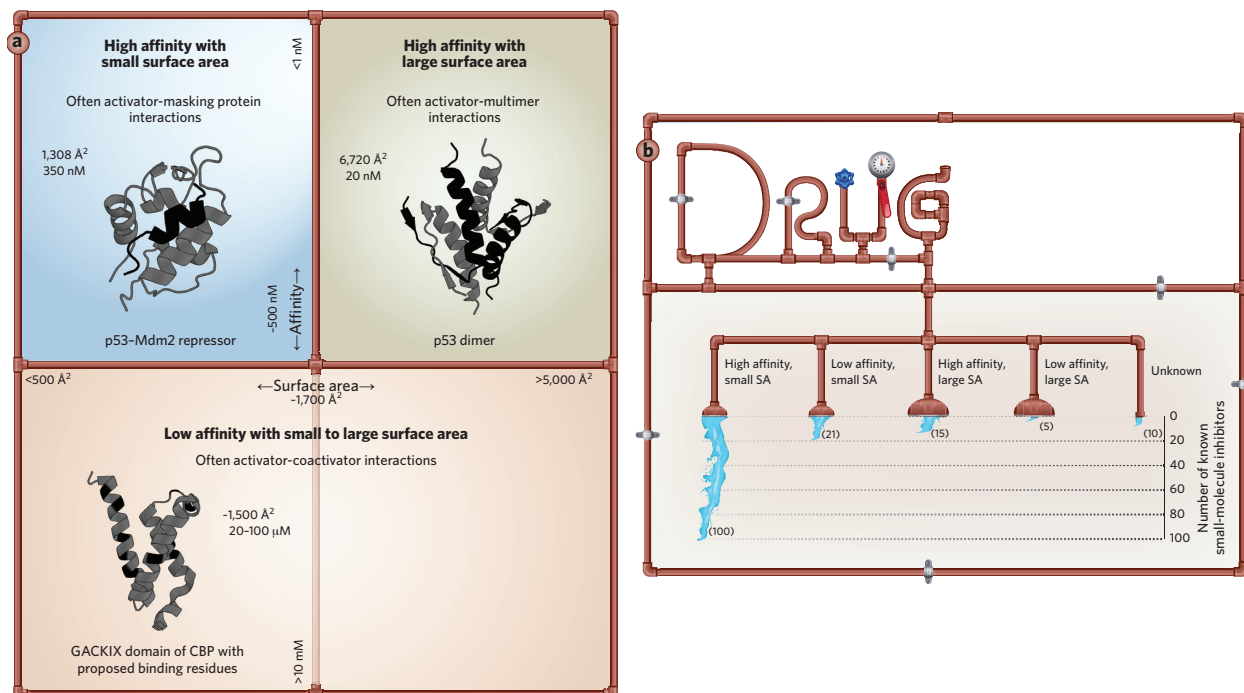 a
High affinity with
small surface area
Often activator-masking protein
interactions
1,308 Å²
350 nM
p53–Mdm2 repressor
<1 nM
~500 nM
←Affinity→
High affinity with
large surface area
Often activator-multimer
interactions
6,720 Å²
20 nM
p53 dimer
<500 Å²
←Surface area→
~1,700 Å²
>5,000 Å²
Low affinity with small to large surface area
Often activator-coactivator interactions
~1,500 Å²
20–100 µM
GACKIX domain of CBP with
proposed binding residues
>10 mM
b
DRUG
High affinity,
small SA
Low affinity,
small SA
High affinity,
large SA
Low affinity,
large SA
Unknown
(100)
(21)
(15)
(5)
(10)
0
20
40
60
80
100
Number of known
small-molecule inhibitors